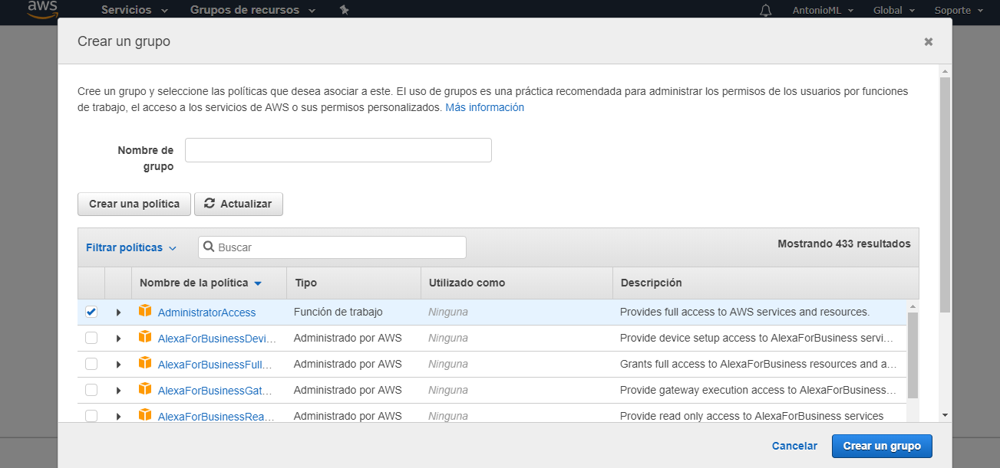 aws Servicios Grupos de recursos AntonioML Global Soporte
Crear un grupo
Cree un grupo y seleccione las políticas que desea asociar a este. El uso de grupos es una práctica recomendada para administrar los permisos de los usuarios por funciones
de trabajo, el acceso a los servicios de AWS o sus permisos personalizados. Más información
Nombre de
grupo
Crear una política Actualizar
Filtrar políticas Buscar Mostrando 433 resultados
Nombre de la política Tipo Utilizado como Descripción
AdministratorAccess Función de trabajo Ninguna Provides full access to AWS services and resources.
AlexaForBusinessDevi... Administrado por AWS Ninguna Provide device setup access to AlexaForBusiness servi...
AlexaForBusinessFull... Administrado por AWS Ninguna Grants full access to AlexaForBusiness resources and a...
AlexaForBusinessGat... Administrado por AWS Ninguna Provide gateway execution access to AlexaForBusiness...
AlexaForBusinessRea... Administrado por AWS Ninguna Provide read only access to AlexaForBusiness services
Cancelar Crear un grupo